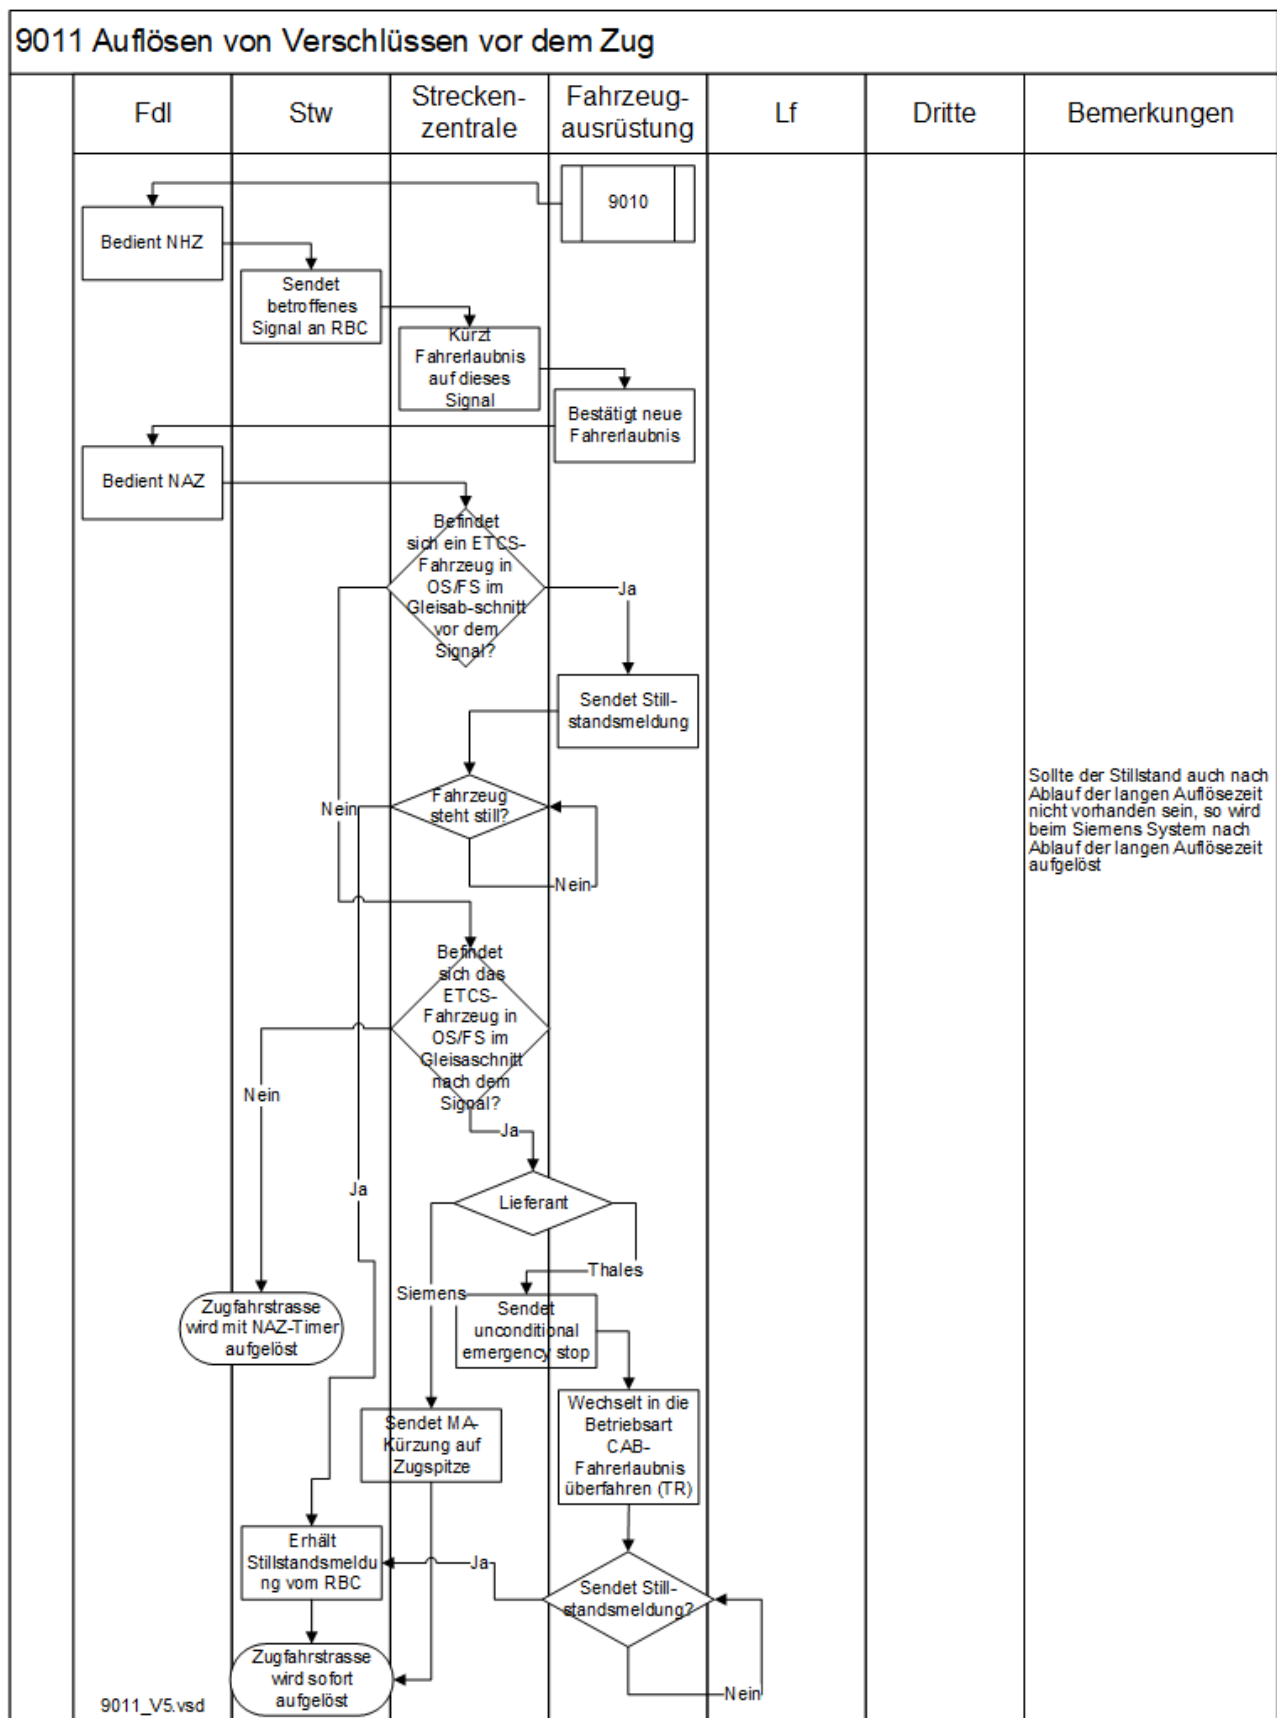 9011 Auflösen von Verschlüssen vor dem Zug
Fdl
Stw
Strecken-
zentrale
Fahrzeug-
ausrüstung
Lf
Dritte
Bemerkungen
9010
Bedient NHZ
Sendet
betroffenes
Signal an RBC
Kürzt
Fahrerlaubnis
auf dieses
Signal
Bestätigt neue
Fahrerlaubnis
Bedient NAZ
Befindet
sich ein ETCS-
Fahrzeug in
OS/FS im
Gleisab-schnitt
vor dem
Signal?
Ja
Sendet Still-
standsmeldung
Nein
Fahrzeug
steht still?
Nein
Sollte der Stillstand auch nach
Ablauf der langen Auflösezeit
nicht vorhanden sein, so wird
beim Siemens System nach
Ablauf der langen Auflösezeit
aufgelöst
Befindet
sich das
ETCS-
Fahrzeug in
OS/FS im
Gleisaschnitt
nach dem
Signal?
Nein
Ja
Ja
Lieferant
Thales
Siemens
Zugfahrstrasse
wird mit NAZ-Timer
aufgelöst
Sendet
unconditional
emergency stop
Wechselt in die
Betriebsart
CAB-
Fahrerlaubnis
überfahren (TR)
Sendet MA-
Kürzung auf
Zugspitze
Erhält
Stillstandsmeldu
ng vom RBC
Ja
Sendet Still-
standsmeldung?
Nein
Zugfahrstrasse
wird sofort
aufgelöst
9011_V5.vsd